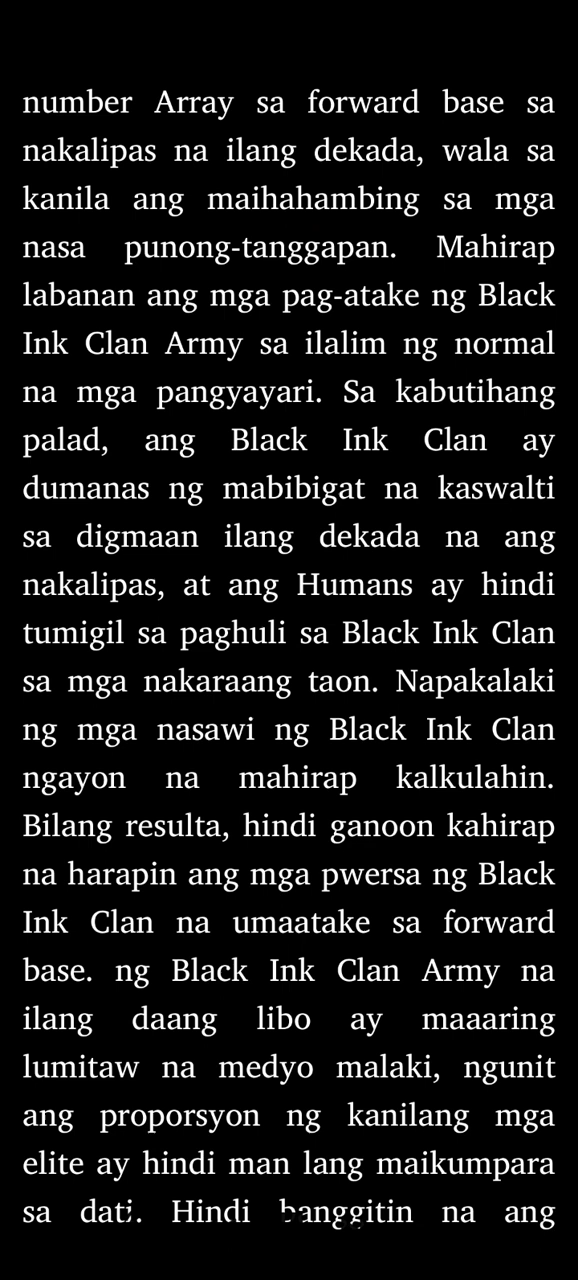 number Array sa forward base sa
nakalipas na ilang dekada, wala sa
kanila ang maihahambing sa mga
nasa punong-tanggapan. Mahirap
labanan ang mga pag-atake ng Black
Ink Clan Army sa ilalim ng normal
na mga pangyayari. Sa kabutihang
palad, ang Black Ink Clan ay
dumanas ng mabibigat na kaswalti
sa digmaan ilang dekada na ang
nakalipas, at ang Humans ay hindi
tumigil sa paghuli sa Black Ink Clan
sa mga nakaraang taon. Napakalaki
ng mga nasawi ng Black Ink Clan
ngayon na mahirap kalkulahin.
Bilang resulta, hindi ganoon kahirap
na harapin ang mga pwersa ng Black
Ink Clan na umaatake sa forward
base. ng Black Ink Clan Army na
ilang daang libo ay maaaring
lumitaw na medyo malaki, ngunit
ang proporsyon ng kanilang mga
elite ay hindi man lang maikumpara
sa dati. Hindi banggitin na ang